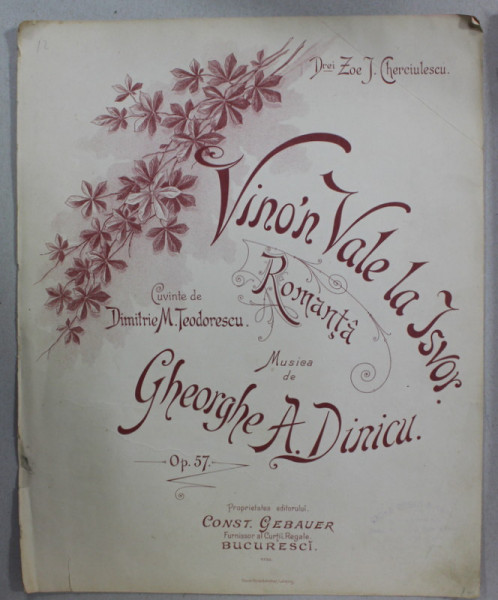 Drei Zoe J. Cherciulescu.
Vino'n Vale la Isvor.
Romanţă
Cuvinte de
Dimitrie M. Teodorescu.
Musica
de
Gheorghe A. Dinicu.
Op. 57.
Proprietatea editorului.
CONST. GEBAUER
Furnisor al Curţii Regale.
BUCURESCÎ.